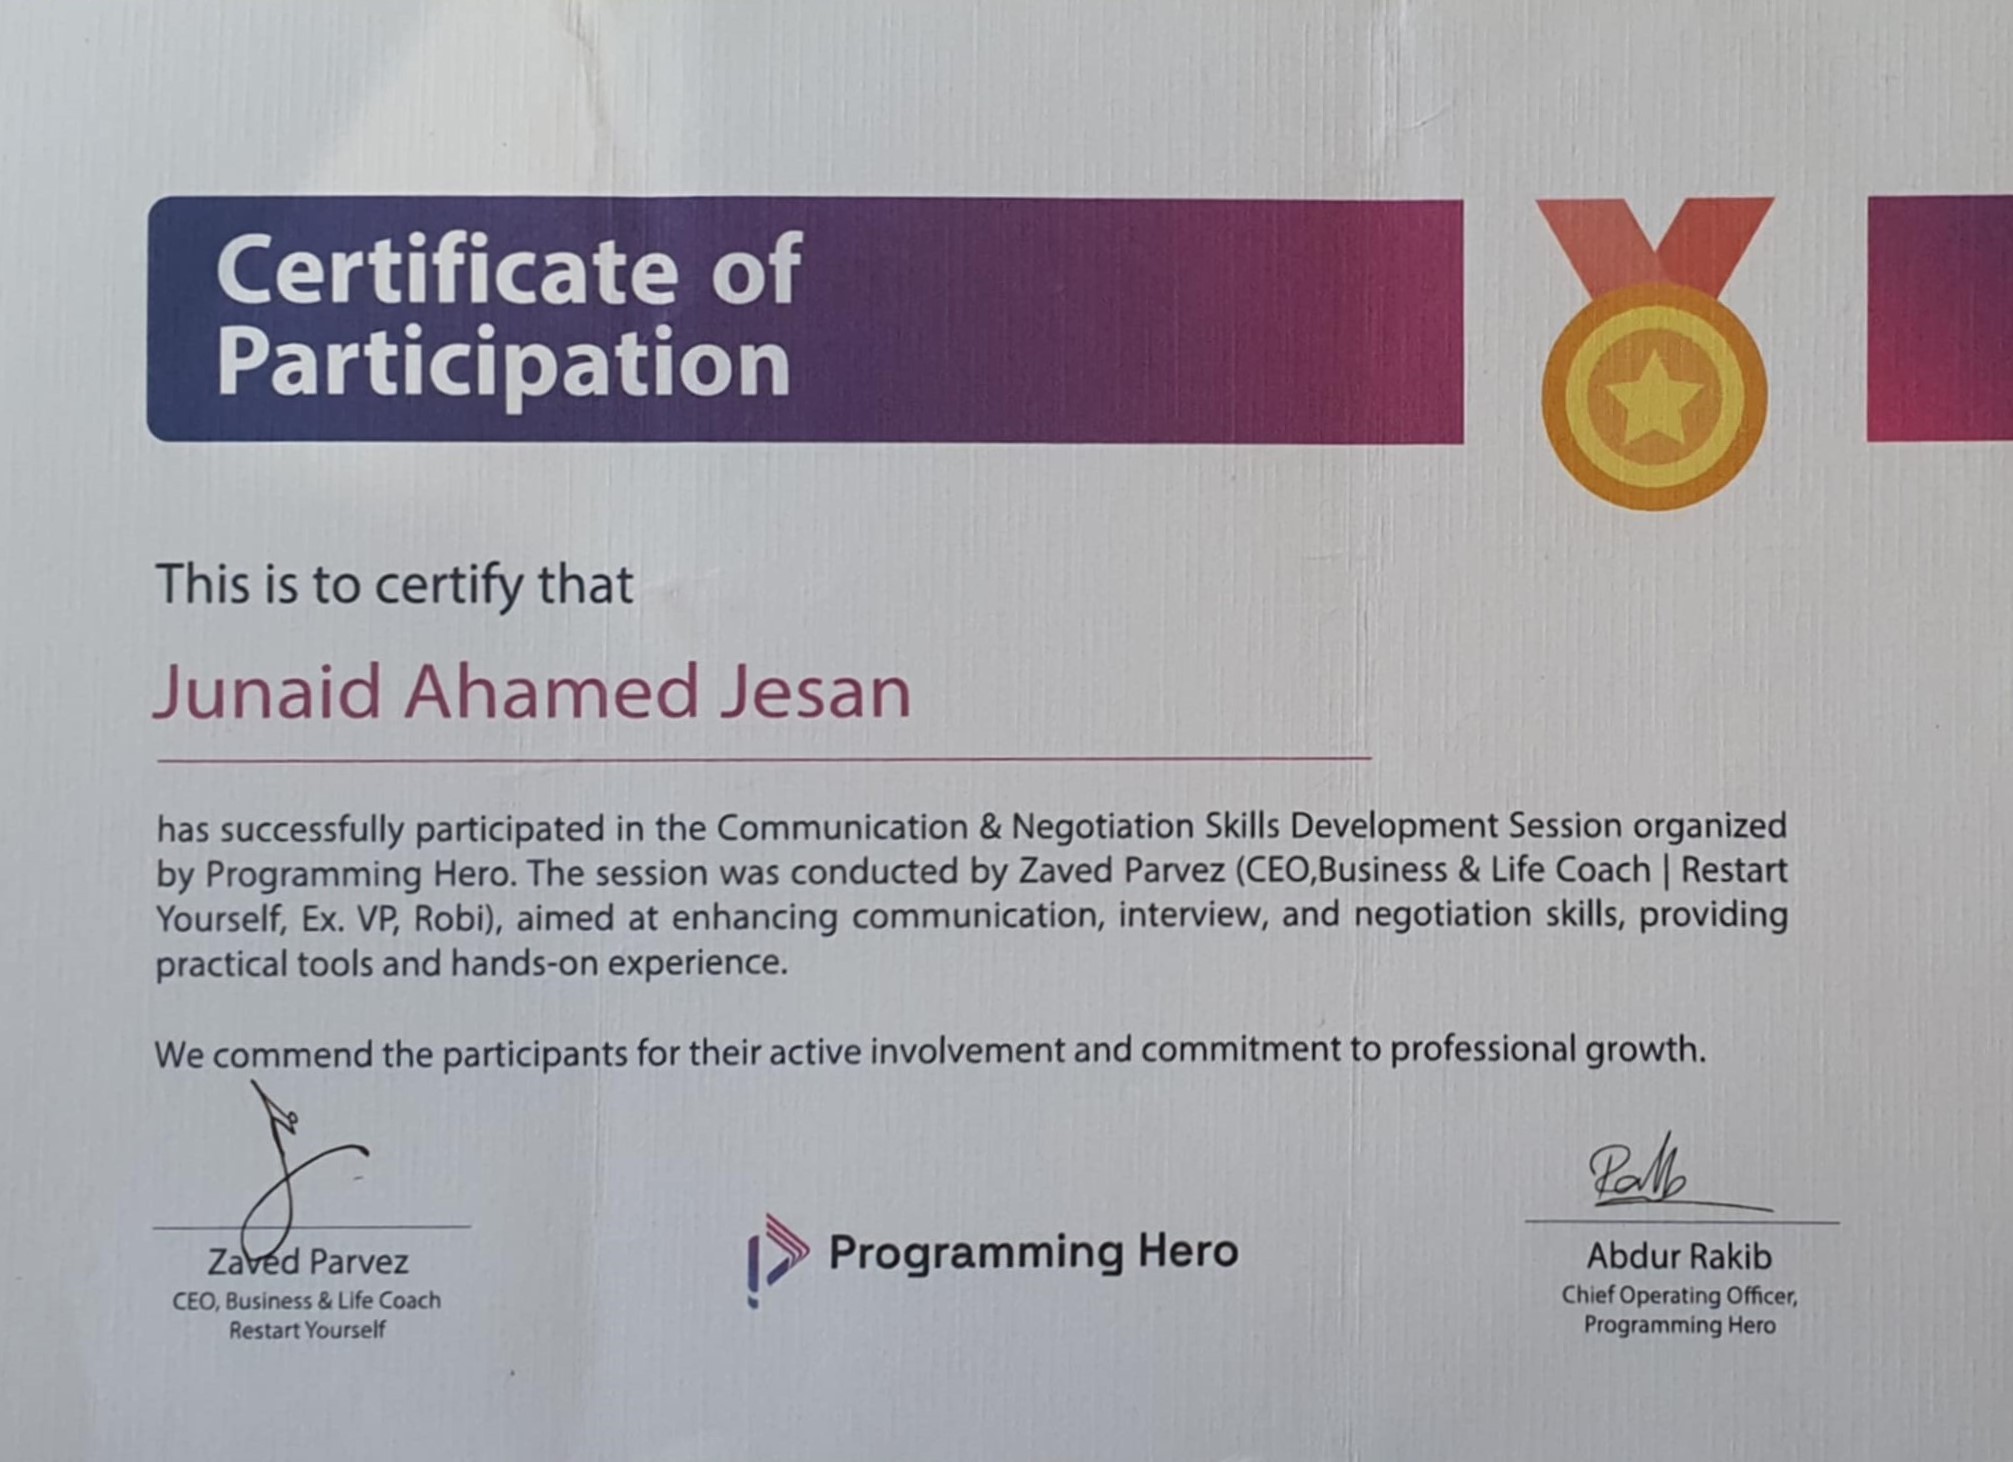 Certificate of
Participation
This is to certify that
Junaid Ahamed Jesan
has successfully participated in the Communication & Negotiation Skills Development Session organized
by Programming Hero. The session was conducted by Zaved Parvez (CEO,Business & Life Coach | Restart
Yourself, Ex. VP, Robi), aimed at enhancing communication, interview, and negotiation skills, providing
practical tools and hands-on experience.
We commend the participants for their active involvement and commitment to professional growth.
Zaved Parvez
CEO, Business & Life Coach
Restart Yourself
Programming Hero
Abdur Rakib
Chief Operating Officer,
Programming Hero